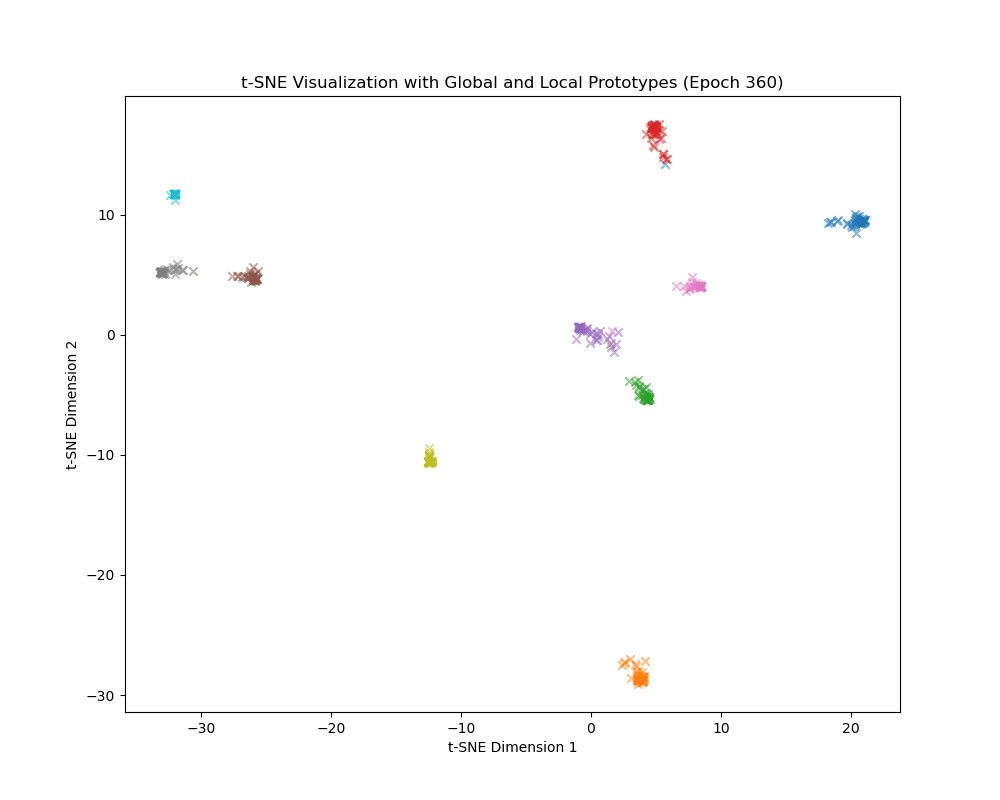 t-SNE Visualization with Global and Local Prototypes (Epoch 360)
10
0
−10
−20
−30
t-SNE Dimension 2
−30 −20 −10 0 10 20
t-SNE Dimension 1